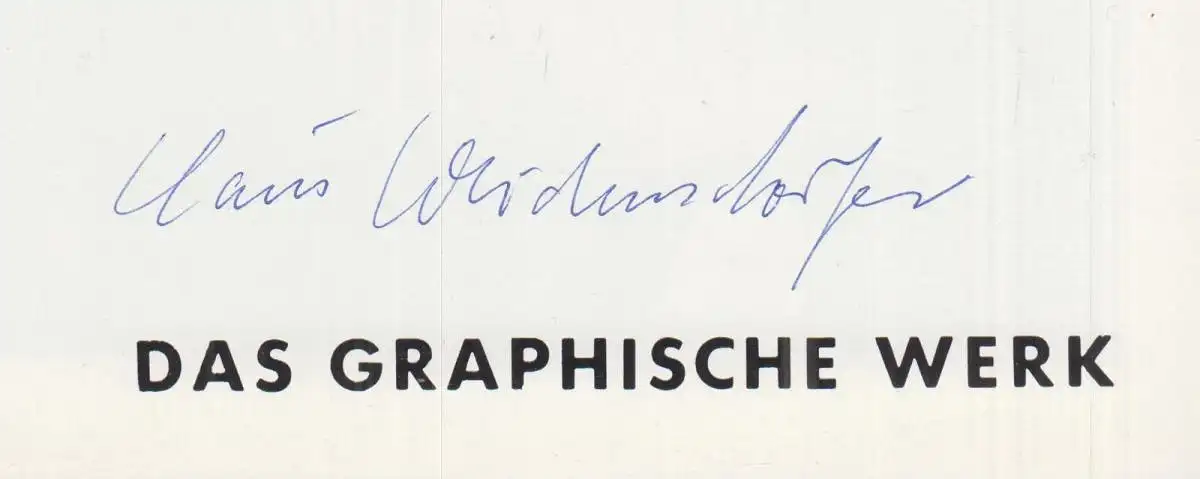 Claus Weidensdorfer
DAS GRAPHISCHE WERK